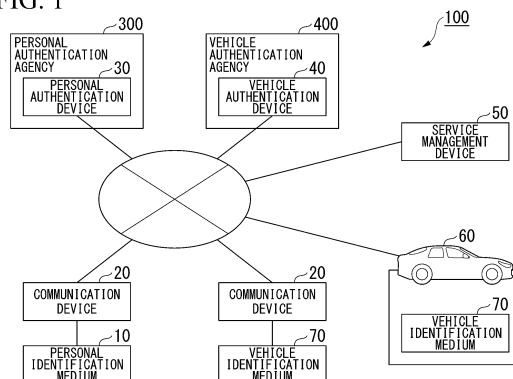 FIG. 1
100
300
PERSONAL
AUTHENTICATION
AGENCY
30
PERSONAL
AUTHENTICATION
DEVICE
400
VEHICLE
AUTHENTICATION
AGENCY
40
VEHICLE
AUTHENTICATION
DEVICE
50
SERVICE
MANAGEMENT
DEVICE
60
20
COMMUNICATION
DEVICE
20
COMMUNICATION
DEVICE
70
VEHICLE
IDENTIFICATION
MEDIUM
10
PERSONAL
IDENTIFICATION
MEDIUM
70
VEHICLE
IDENTIFICATION
MEDIUM